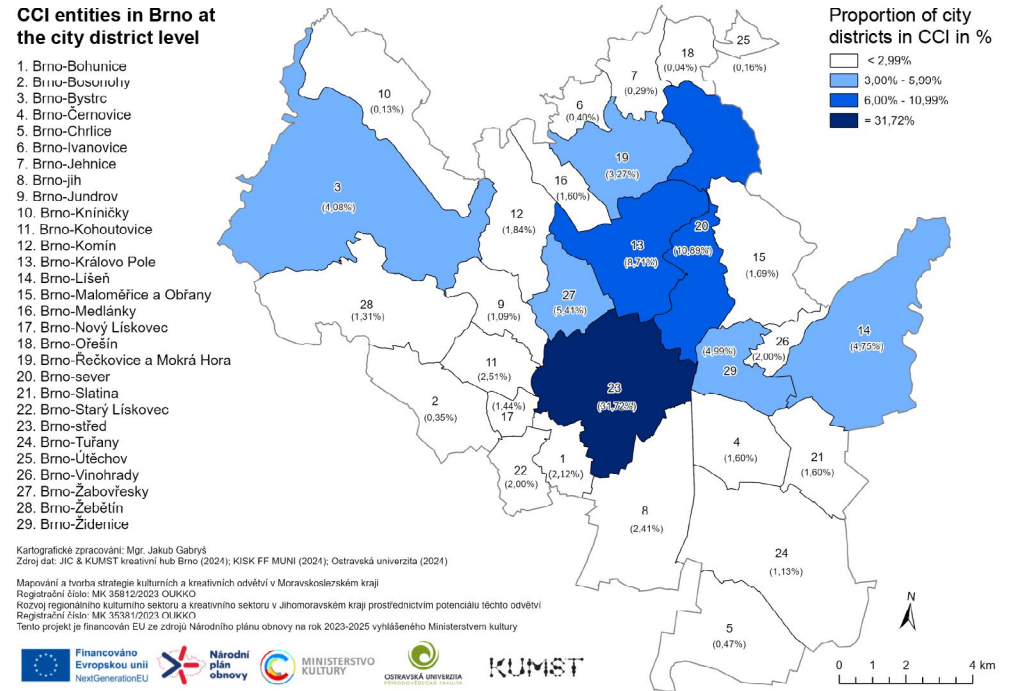 CCI entities in Brno at
the city district level
1. Brno-Bohunice
2. Brno-Bosonohy
3. Brno-Bystrc
4. Brno-Černovice
5. Brno-Chrlice
6. Brno-Ivanovice
7. Brno-Jehnice
8. Brno-jih
9. Brno-Jundrov
10. Brno-Kníničky
11. Brno-Kohoutovice
12. Brno-Komín
13. Brno-Královo Pole
14. Brno-Líšeň
15. Brno-Maloměřice a Obřany
16. Brno-Medlánky
17. Brno-Nový Lískovec
18. Brno-Ořešín
19. Brno-Řečkovice a Mokrá Hora
20. Brno-sever
21. Brno-Slatina
22. Brno-Starý Lískovec
23. Brno-střed
24. Brno-Tuřany
25. Brno-Útěchov
26. Brno-Vinohrady
27. Brno-Žabovřesky
28. Brno-Žebětín
29. Brno-Židenice
Proportion of city
districts in CCI in %
< 2,99%
3,00% - 5,99%
6,00% - 10,99%
= 31,72%
25
(0,16%)
18
(0,04%)
7
(0,29%)
10
(0,13%)
6
(0,40%)
19
(3,27%)
16
(1,60%)
3
(4,08%)
12
(1,84%)
20
(10,89%)
13
(8,71%)
15
(1,69%)
27
(5,41%)
28
(1,31%)
9
(1,09%)
14
(4,75%)
26
(2,00%)
(4,99%)
29
11
(2,51%)
23
(31,72%)
2
(0,35%)
(1,44%)
17
4
(1,60%)
21
(1,60%)
22
(2,00%)
1
(2,12%)
8
(2,41%)
24
(1,13%)
5
(0,47%)
Kartografické zpracování: Mgr. Jakub Gabryš
Zdroj dat: JIC & KUMST kreativní hub Brno (2024); KISK FF MUNI (2024); Ostravská univerzita (2024)
Mapování a tvorba strategie kulturních a kreativních odvětví v Moravskoslezském kraji
Registrační číslo: MK 35812/2023 OUKKO
Rozvoj regionálního kulturního sektoru a kreativního sektoru v Jihomoravském kraji prostřednictvím potenciálu těchto odvětví
Registrační číslo: MK 35381/2023 OUKKO
Tento projekt je financován EU ze zdrojů Národního plánu obnovy na rok 2023-2025 vyhlášeného Ministerstvem kultury
Financováno
Evropskou unií
NextGenerationEU
Národní
plán
obnovy
MINISTERSTVO
KULTURY
OSTRAVSKÁ UNIVERZITA
PŘÍRODOVĚDECKÁ FAKULTA
KUMST
N
0 1 2 4 km